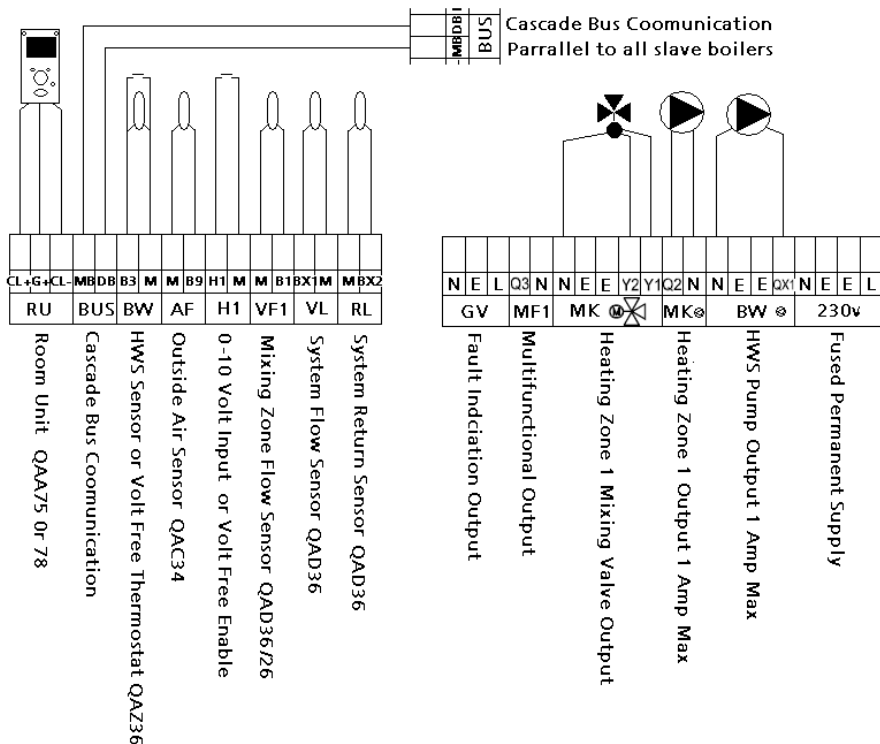 Cascade Bus Coomunication
Parrallel to all slave boilers
BUS
MB DB
CL+ G+ CL- MB DB B3 M M B9 H1 M M B1 BX1 M M BX2
RU BUS BW AF H1 VF1 VL RL
Room Unit QAA75 0r 78
Cascade Bus Coomunication
HWS Sensor or Volt Free Thermostat QAZ36
Outside Air Sensor QAC34
0-10 Volt Input or Volt Free Enable
Mixing Zone Flow Sensor QAD36/26
System Flow Sensor QAD36
System Return Sensor QAD36
N E L Q3 N N E E Y2 Y1 Q2 N N E E QX1 N E E L
GV MF1 MK M MK BW 230v
Fault Indciation Output
Multifunctional Output
Heating Zone 1 Mixing Valve Output
Heating Zone 1 Output 1 Amp Max
HWS Pump Output 1 Amp Max
Fused Permanent Supply